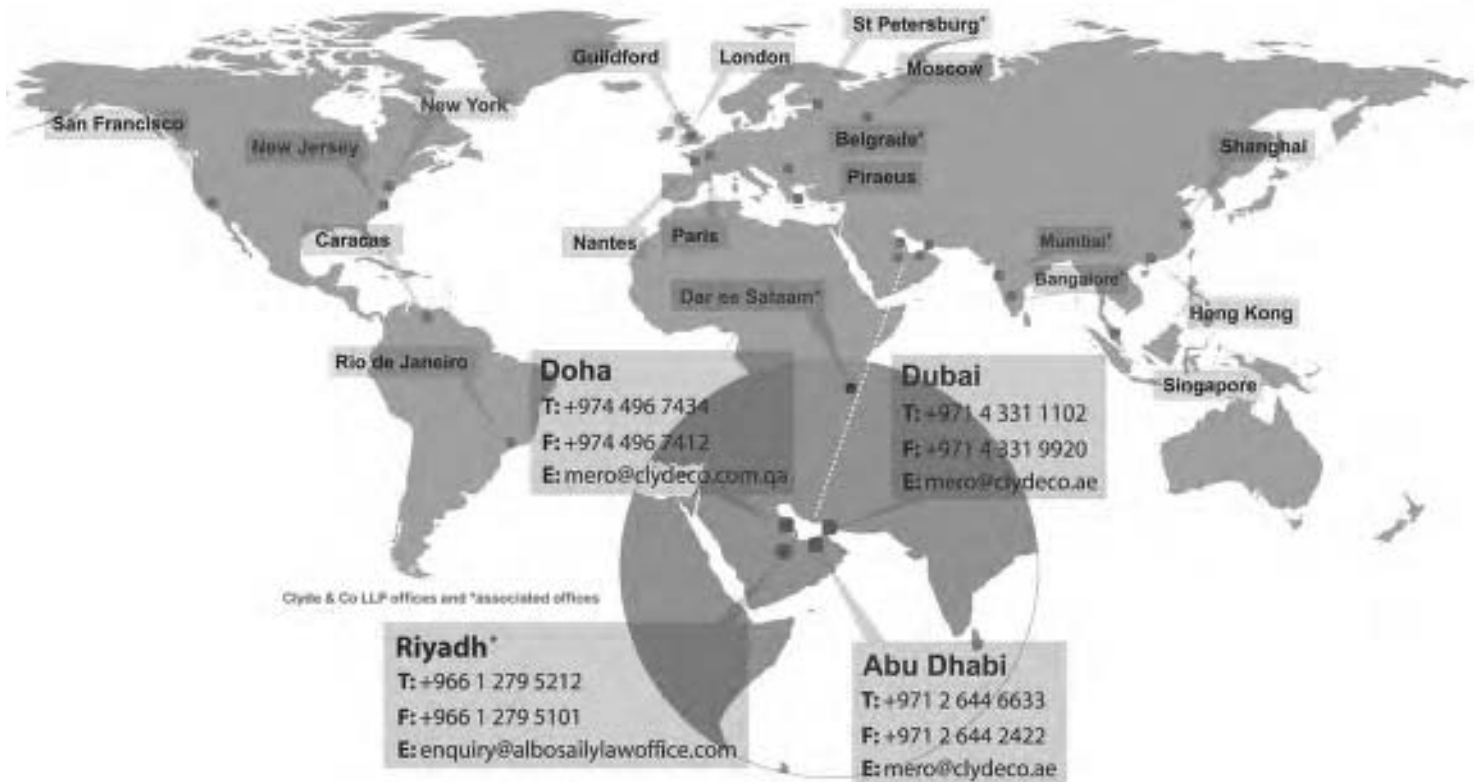 St Petersburg*
Guildford
London
Moscow
New York
San Francisco
New Jersey
Belgrade*
Shanghai
Piraeus
Caracas
Nantes
Paris
Mumbai*
Bangalore*
Dar es Salaam*
Hong Kong
Rio de Janeiro
Singapore
Doha
T: +974 496 7434
F: +974 496 7412
E: mero@clydeco.com.qa
Dubai
T: +971 4 331 1102
F: +971 4 331 9920
E: mero@clydeco.ae
Clyde & Co LLP offices and *associated offices
Riyadh*
T: +966 1 279 5212
F: +966 1 279 5101
E: enquiry@albosailylawoffice.com
Abu Dhabi
T: +971 2 644 6633
F: +971 2 644 2422
E: mero@clydeco.ae